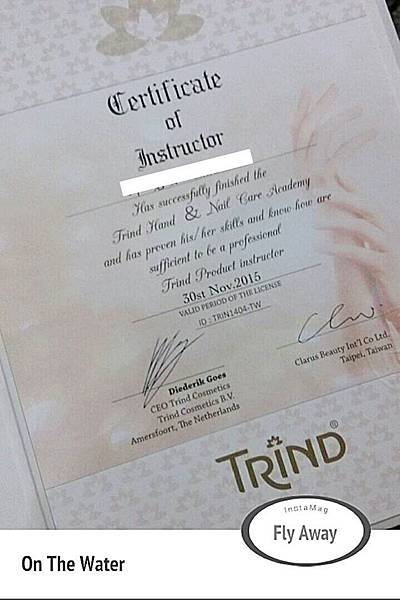 Certificate
of
Instructor
Has successfully finished the
Trind Hand & Nail Care Academy
and has proven his/her skills and know how are
sufficient to be a professional
Trind Product instructor
30st Nov.2015
VALID PERIOD OF THE LICENSE
ID : TRIN1404-TW
Diederik Goes
CEO Trind Cosmetics
Trind Cosmetics B.V.
Amersfoort, The Netherlands
Clarus Beauty Int'l Co Ltd.
Taipei, Taiwan
TRIND®
InstaMag
Fly Away
On The Water